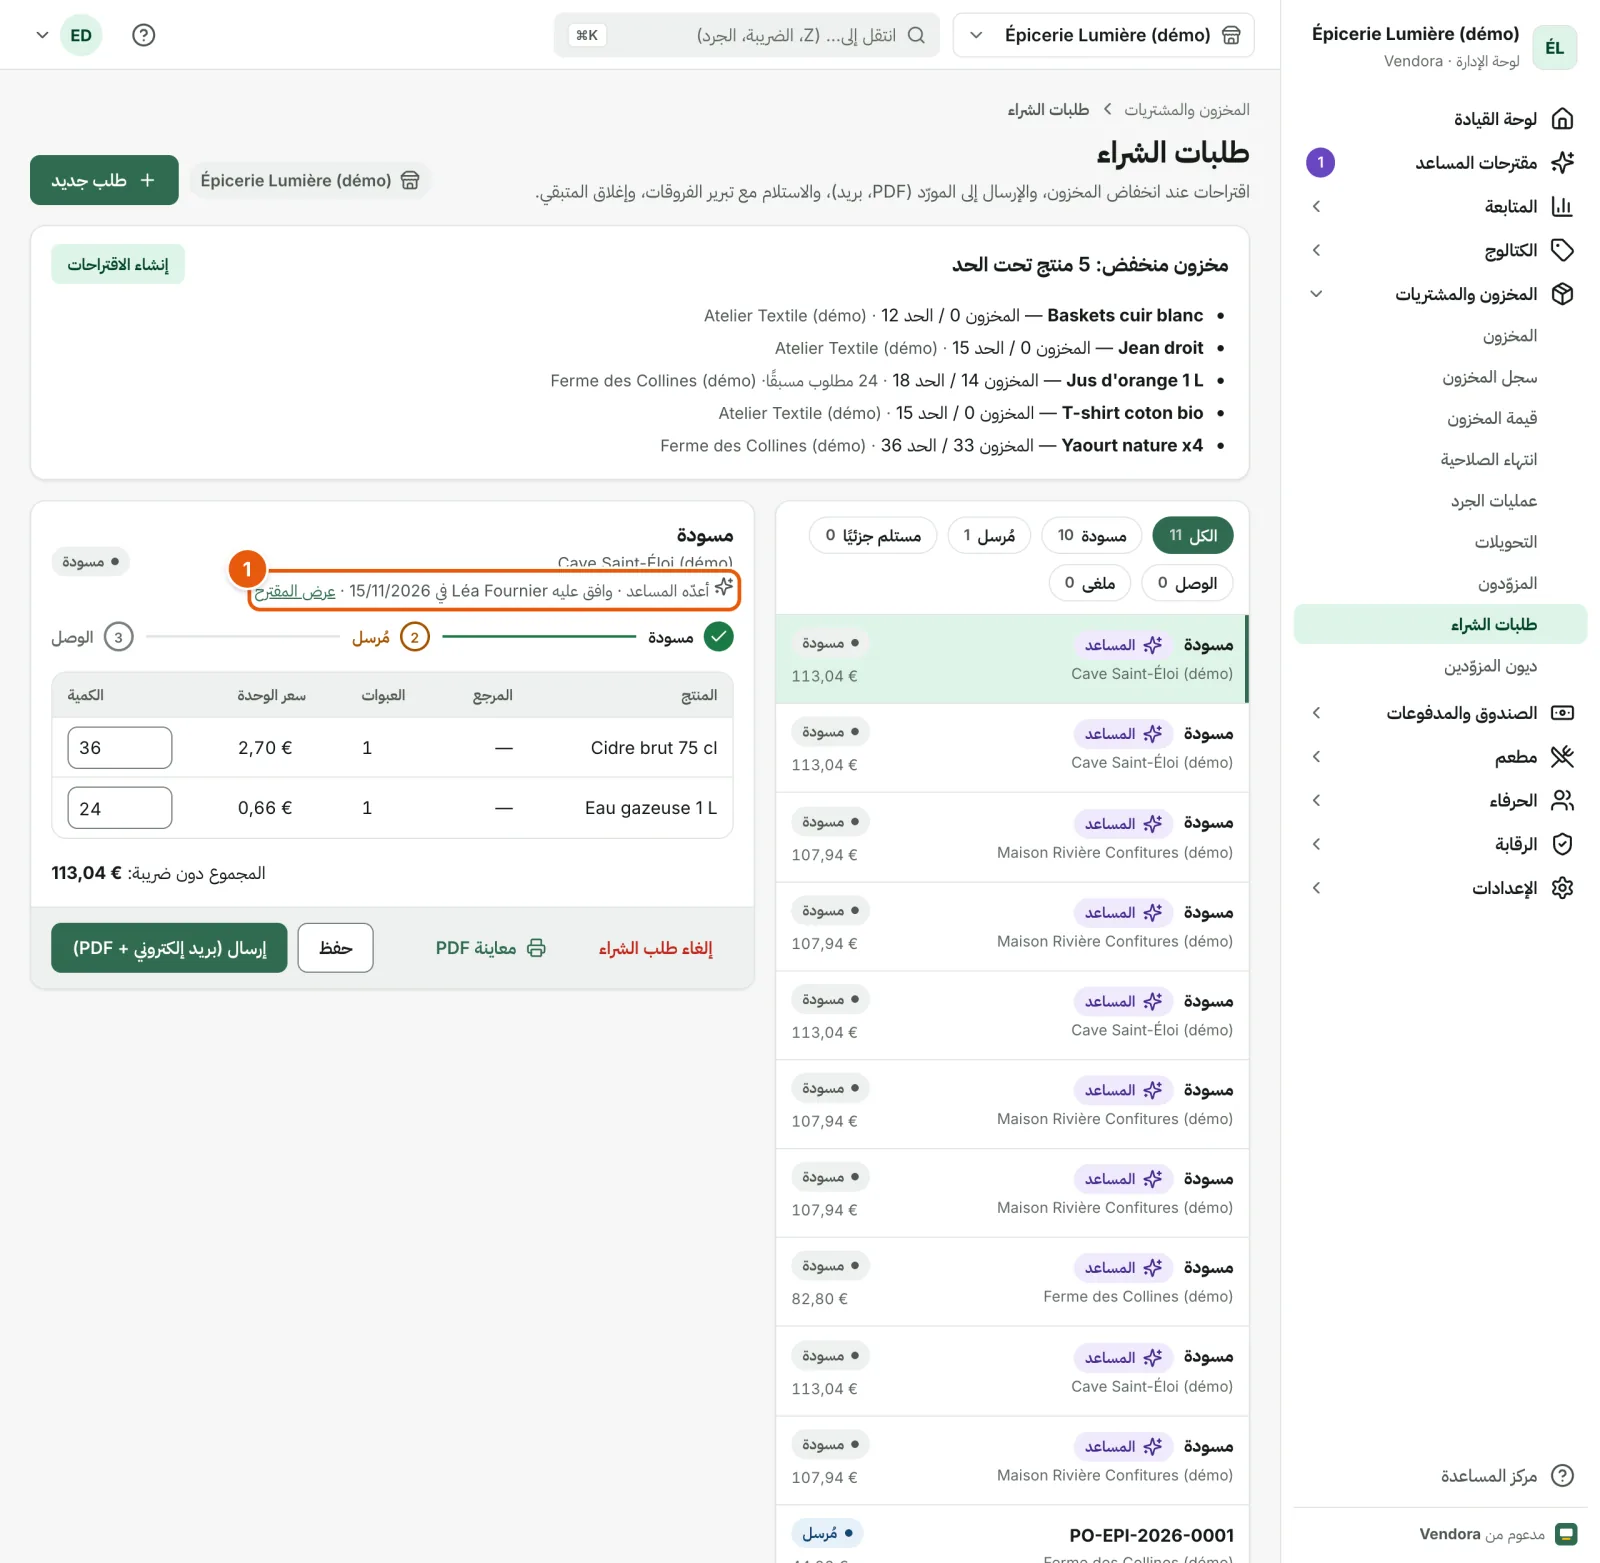 Épicerie Lumière (démo)
ÉL
لوحة الإدارة · Vendora
لوحة القيادة
مقترحات المساعد
1
المتابعة
الكتالوج
المخزون والمشتريات
المخزون
سجل المخزون
قيمة المخزون
انتهاء الصلاحية
عمليات الجرد
التحويلات
المزوّدون
طلبات الشراء
ديون المزوّدين
الصندوق والمدفوعات
مطعم
الحرفاء
الرقابة
الإعدادات
مركز المساعدة
مدعوم من Vendora
Épicerie Lumière (démo)
انتقل إلى... (Z، الضريبة، الجرد)
⌘K
ED
المخزون والمشتريات
طلبات الشراء
طلبات الشراء
اقتراحات عند انخفاض المخزون، والإرسال إلى المورّد (PDF، بريد)، والاستلام مع تبرير الفروقات، وإغلاق المتبقي.
Épicerie Lumière (démo)
طلب جديد
مخزون منخفض: 5 منتج تحت الحد
إنشاء الاقتراحات
Baskets cuir blanc — المخزون 0 / الحد 12 · Atelier Textile (démo)
Jean droit — المخزون 0 / الحد 15 · Atelier Textile (démo)
Jus d'orange 1 L — المخزون 14 / الحد 18 · 24 مطلوب مسبقًا · Ferme des Collines (démo)
T-shirt coton bio — المخزون 0 / الحد 15 · Atelier Textile (démo)
Yaourt nature x4 — المخزون 33 / الحد 36 · Ferme des Collines (démo)
الكل 11
مسودة 10
مُرسل 1
مستلم جزئيًا 0
الوصل 0
ملغى 0
مسودة المساعد مسودة
Cave Saint-Éloi (démo) 113,04 €
مسودة المساعد مسودة
Cave Saint-Éloi (démo) 113,04 €
مسودة المساعد مسودة
Maison Rivière Confitures (démo) 107,94 €
مسودة المساعد مسودة
Maison Rivière Confitures (démo) 107,94 €
مسودة المساعد مسودة
Cave Saint-Éloi (démo) 113,04 €
مسودة المساعد مسودة
Maison Rivière Confitures (démo) 107,94 €
مسودة المساعد مسودة
Maison Rivière Confitures (démo) 107,94 €
مسودة المساعد مسودة
Ferme des Collines (démo) 82,80 €
مسودة المساعد مسودة
Cave Saint-Éloi (démo) 113,04 €
مسودة المساعد مسودة
Maison Rivière Confitures (démo) 107,94 €
PO-EPI-2026-0001 مُرسل
Ferme des Collines (démo)
مسودة
مسودة
Cave Saint-Éloi (démo)
1
أعدّه المساعد · وافق عليه Léa Fournier في 15/11/2026 · عرض المقترح
مسودة
2 مُرسل
3 الوصل
المنتج المرجع العبوات سعر الوحدة الكمية
Cidre brut 75 cl — 1 2,70 € 36
Eau gazeuse 1 L — 1 0,66 € 24
المجموع دون ضريبة: 113,04 €
إلغاء طلب الشراء
معاينة PDF
حفظ
إرسال (بريد إلكتروني + PDF)